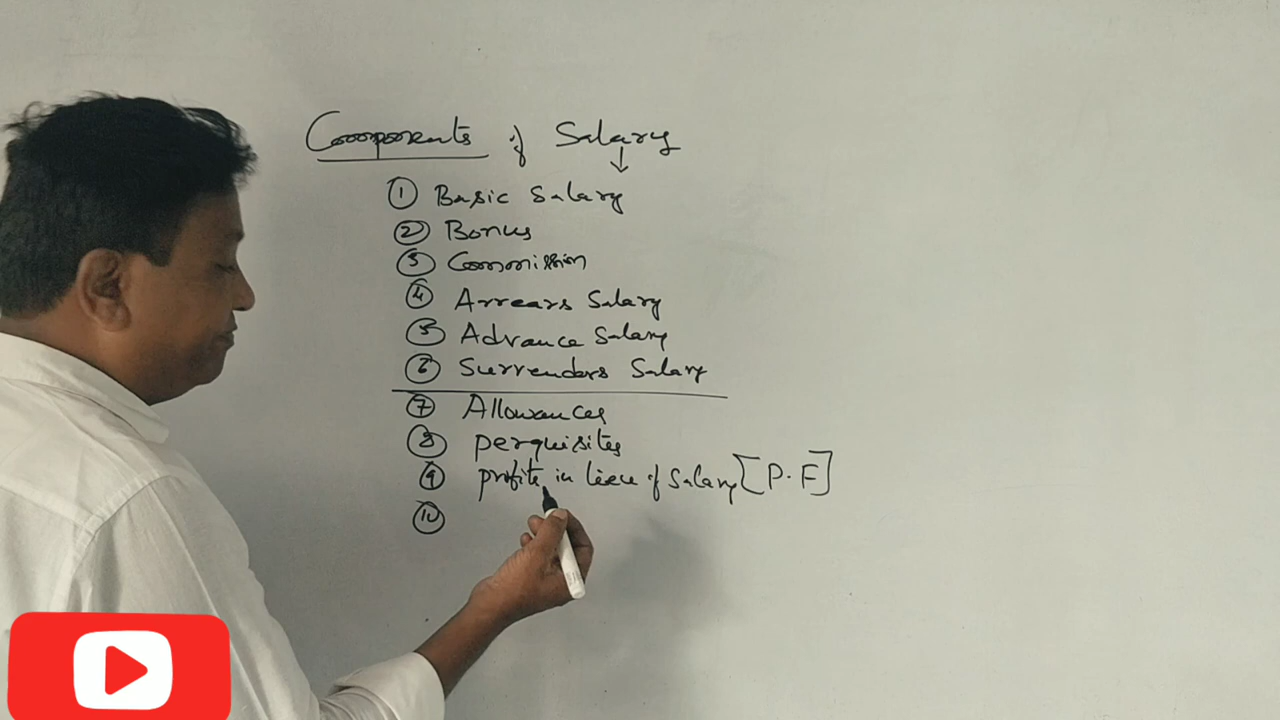 Components of Salary
① Basic Salary
② Bonus
③ Commission
④ Arrears Salary
⑤ Advance Salary
⑥ Surrenders Salary
⑦ Allowances
⑧ perquisites
⑨ profits in lieu of Salary [P.F]
⑩